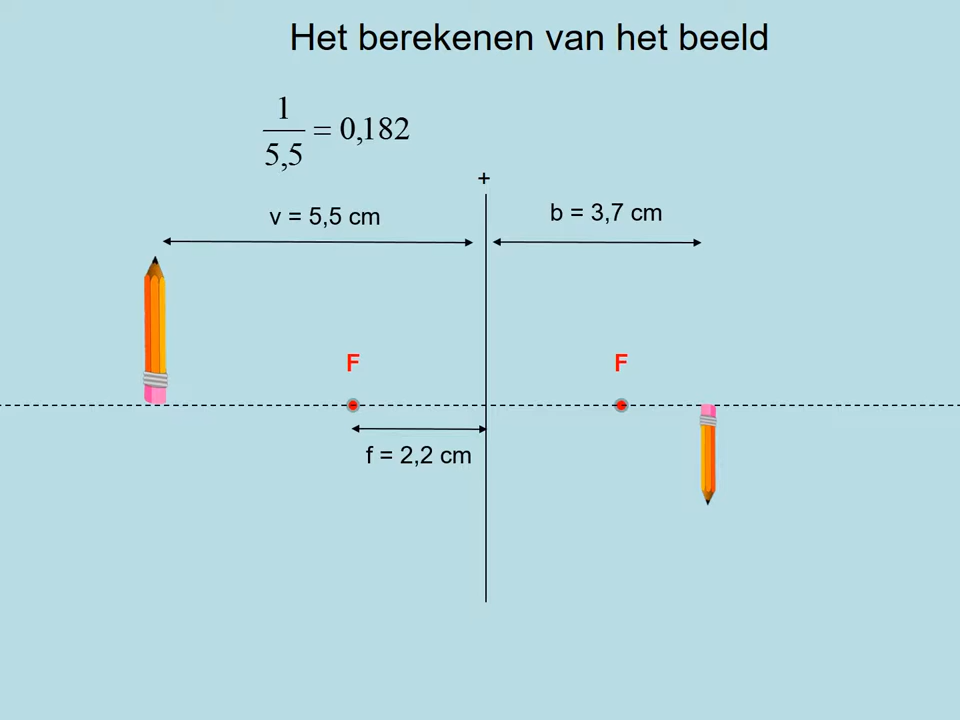 Het berekenen van het beeld
1
5,5 = 0,182
+
v = 5,5 cm
b = 3,7 cm
F
F
f = 2,2 cm